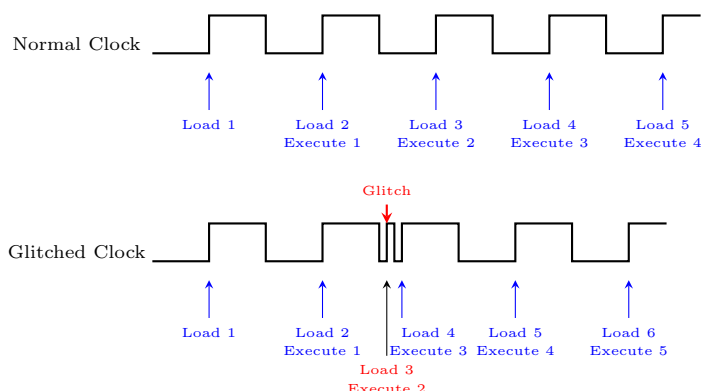 Normal Clock
Load 1
Load 2
Execute 1
Load 3
Execute 2
Load 4
Execute 3
Load 5
Execute 4
Glitch
Glitched Clock
Load 1
Load 2
Execute 1
Load 3
Execute 2
Load 4
Execute 3
Load 5
Execute 4
Load 6
Execute 5